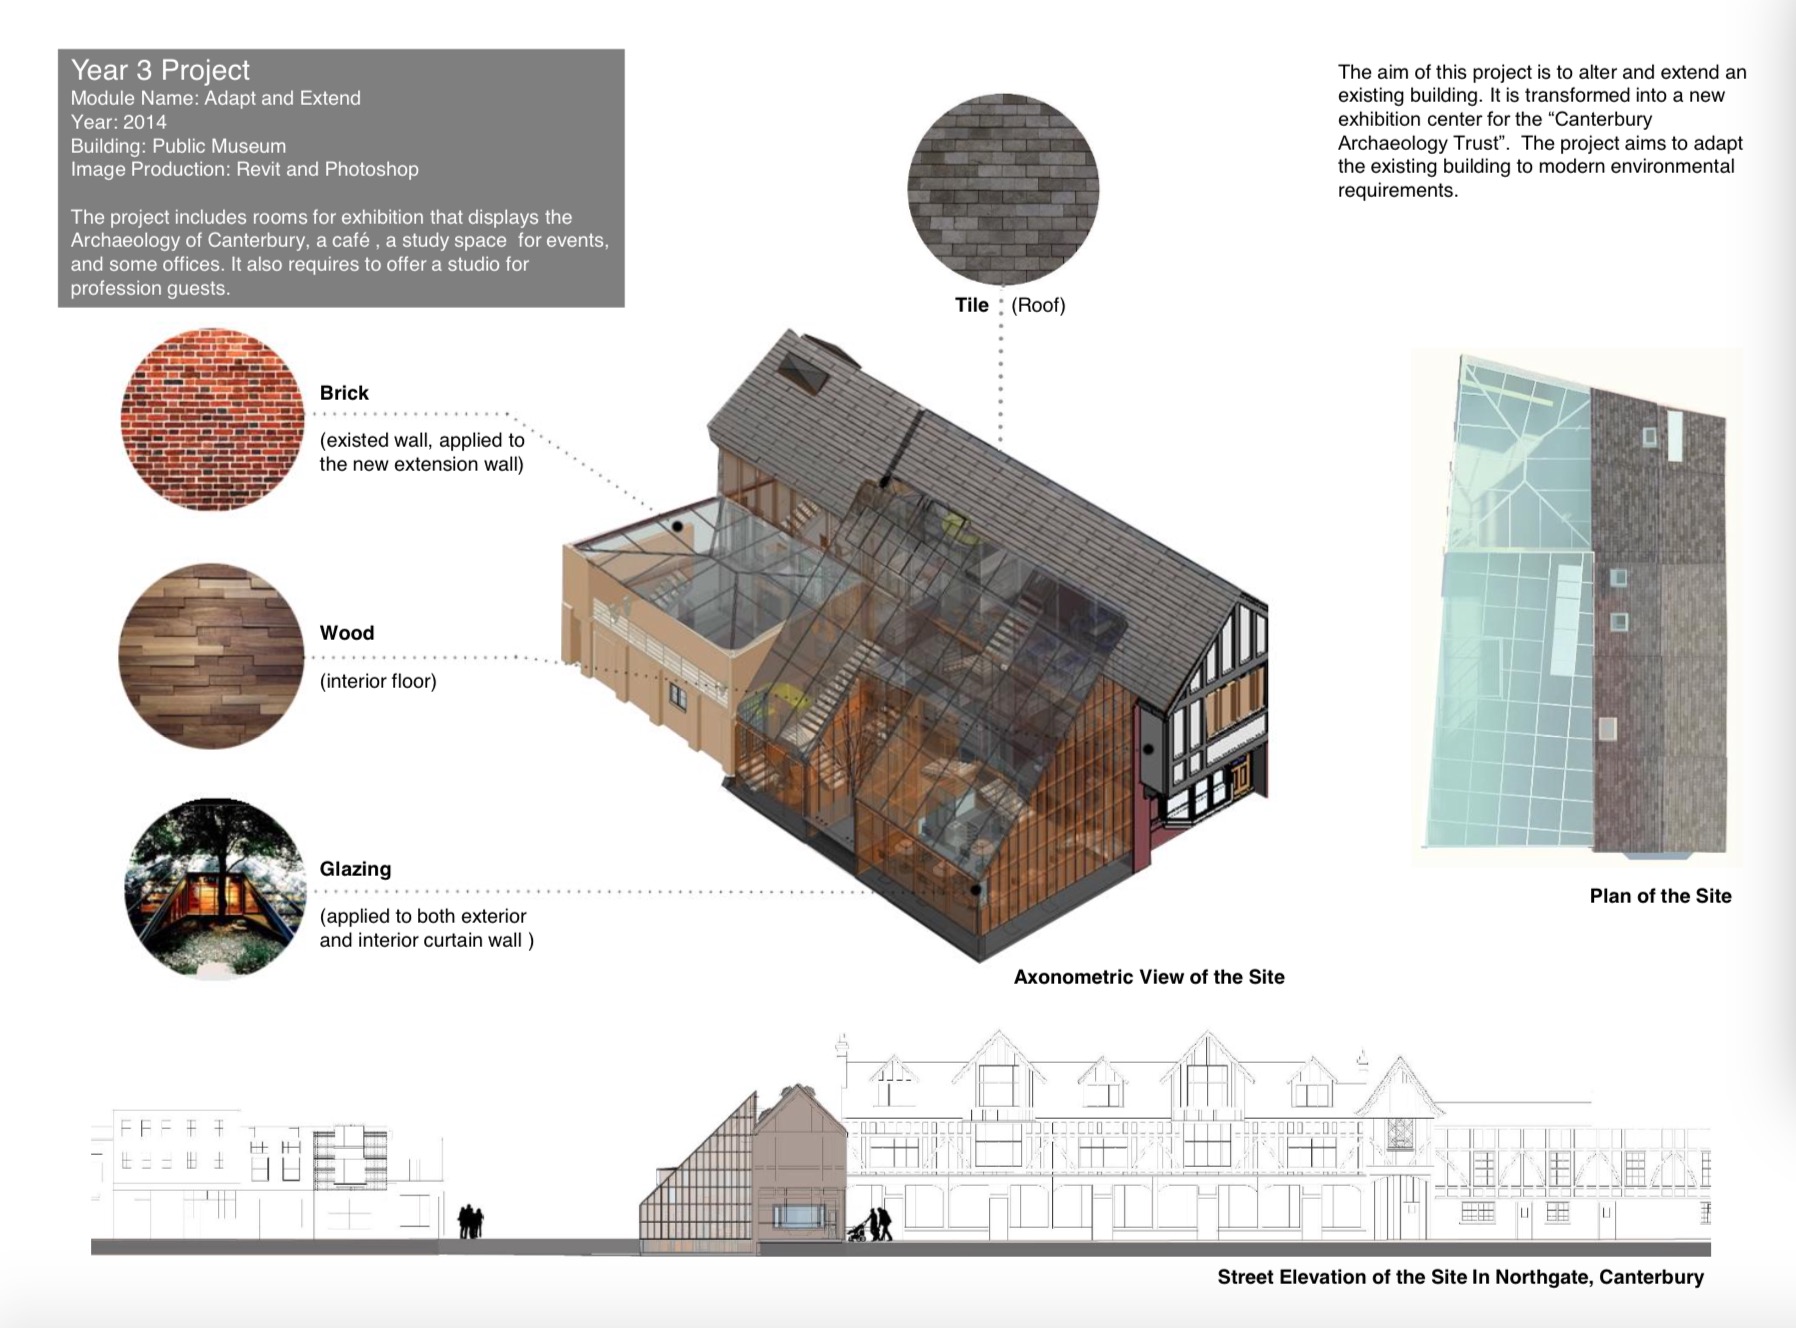 Year 3 Project
Module Name: Adapt and Extend
Year: 2014
Building: Public Museum
Image Production: Revit and Photoshop
The project includes rooms for exhibition that displays the
Archaeology of Canterbury, a café , a study space  for events,
and some offices. It also requires to offer a studio for
profession guests.
The aim of this project is to alter and extend an
existing building. It is transformed into a new
exhibition center for the “Canterbury
Archaeology Trust”.  The project aims to adapt
the existing building to modern environmental
requirements.
Tile (Roof)
Brick
(existed wall, applied to
the new extension wall)
Wood
(interior floor)
Glazing
(applied to both exterior
and interior curtain wall )
Plan of the Site
Axonometric View of the Site
Street Elevation of the Site In Northgate, Canterbury